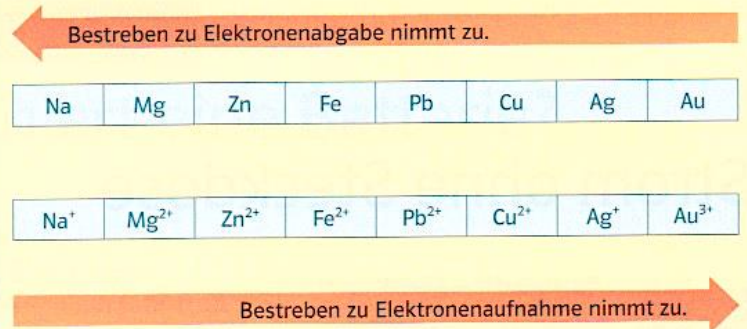 Bestreben zu Elektronenabgabe nimmt zu.
Na Mg Zn Fe Pb Cu Ag Au
Na⁺ Mg²⁺ Zn²⁺ Fe²⁺ Pb²⁺ Cu²⁺ Ag⁺ Au³⁺
Bestreben zu Elektronenaufnahme nimmt zu.